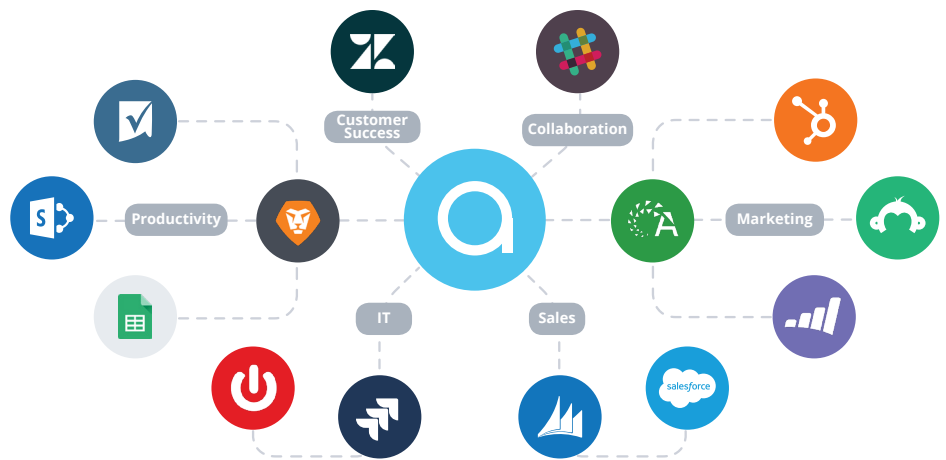 Customer
Success
Collaboration
S
Productivity
A
Marketing
IT
Sales
salesforce